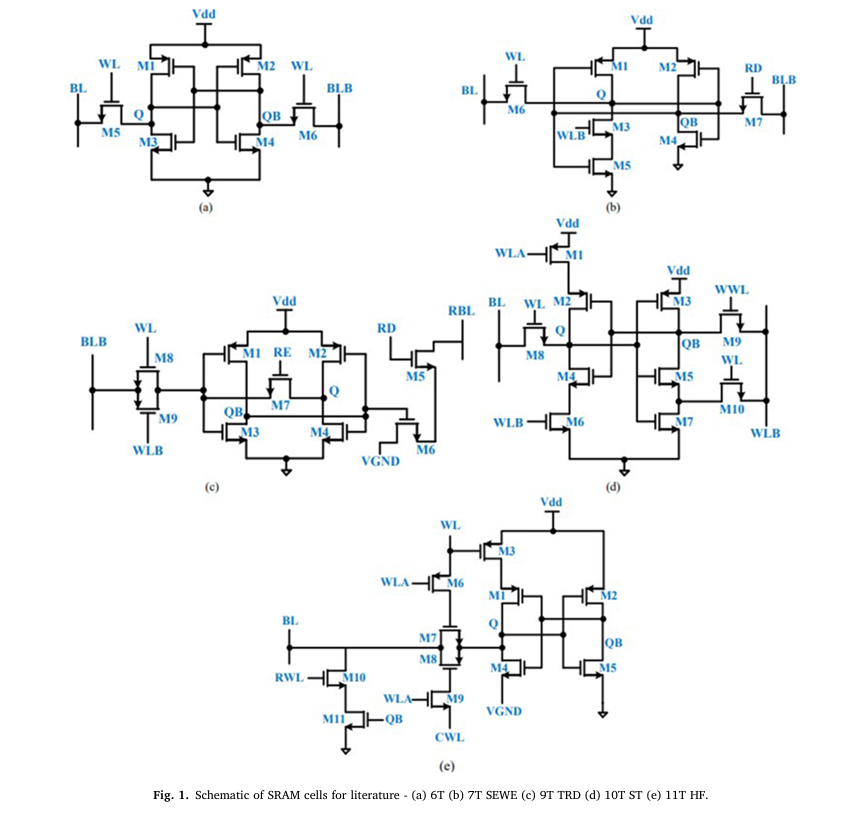 Vdd
WL M1 M2 WL
BL BLB
Q QB
M5 M6
M3 M4
(a)
Vdd
WL M1 M2 RD
BL BLB
Q
M6 QB M7
WLB M3 M4
M5
(b)
Vdd
WL RD RBL
BLB
M8 M1 RE M2
M5
Q
M7
M9 QB
M3 M4
WLB VGND M6
(c)
Vdd
WLA M1
Vdd
BL WL M2 M3 WWL
Q
QB M9
M8 WL
M4 M5
M10
WLB M6 M7
WLB
(d)
Vdd
WL
M3
WLA M6
M1 M2
BL Q
M7 QB
M8
RWL M10 M4 M5
WLA M9
M11 QB VGND
CWL
(e)
Fig. 1. Schematic of SRAM cells for literature - (a) 6T (b) 7T SEWE (c) 9T TRD (d) 10T ST (e) 11T HF.